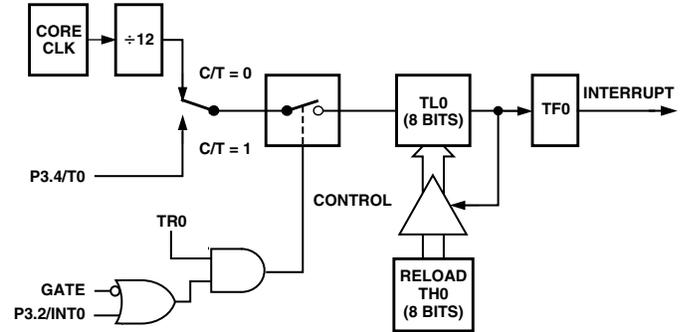 CORE
CLK
÷12
C/T = 0
C/T = 1
P3.4/T0
TL0
(8 BITS)
TF0
INTERRUPT
CONTROL
TR0
GATE
P3.2/INT0
RELOAD
TH0
(8 BITS)